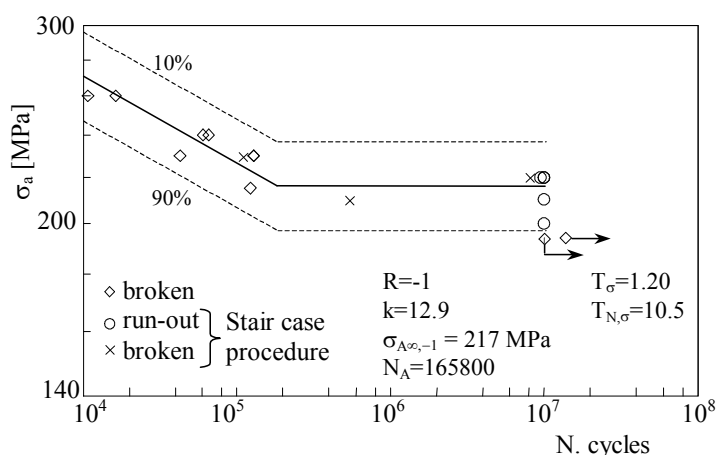 300
10%
σa [MPa]
90%
200
◇ broken
○ run-out
× broken
Stair case
procedure
R=-1
k=12.9
σA∞,−1 = 217 MPa
NA=165800
Tσ=1.20
TN,σ=10.5
140
10^4
10^5
10^6
10^7
10^8
N. cycles